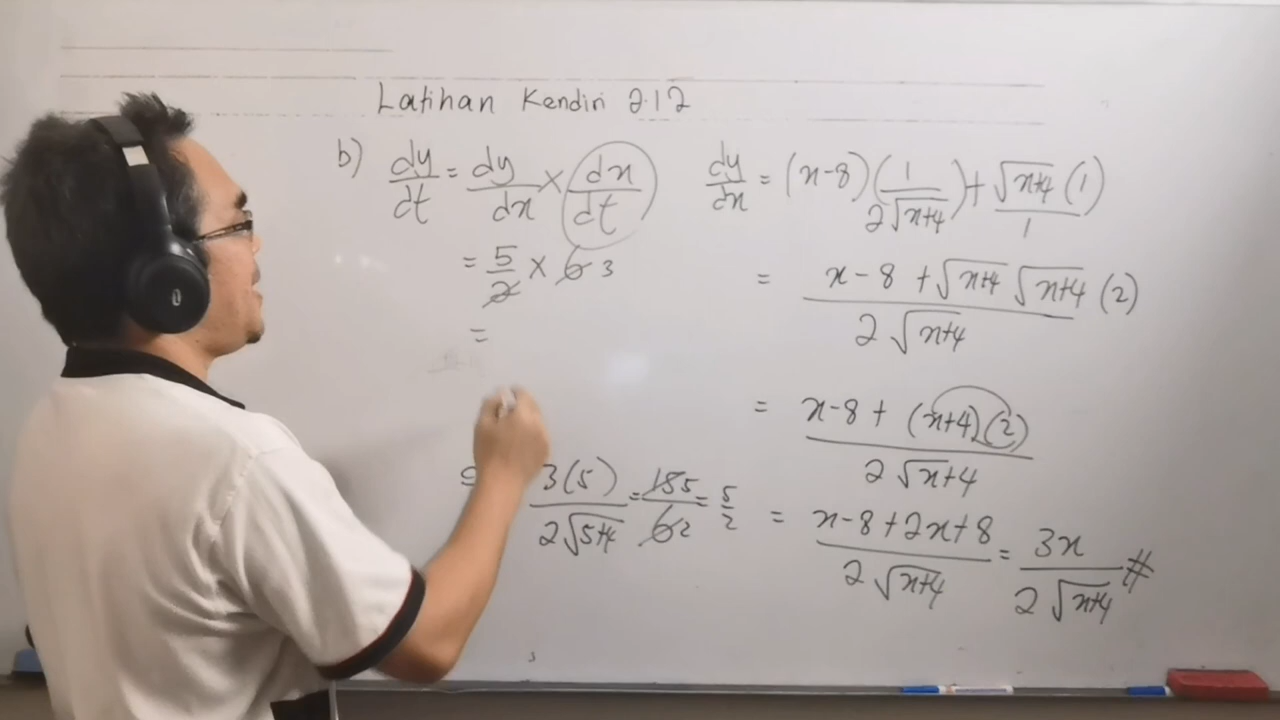 Latihan Kendiri 2.12
b) dy/dt = dy/dx × dx/dt
= 5/2 × 6 3
=
3(5)/2√5+4 = 15 5/6 2 = 5/2
dy/dx = (x-8)(1/2√x+4) + √x+4 (1)/1
= x-8 + √x+4 √x+4 (2)/2√x+4
= x-8 + (x+4)(2)/2√x+4
= x-8+2x+8/2√x+4 = 3x/2√x+4 #